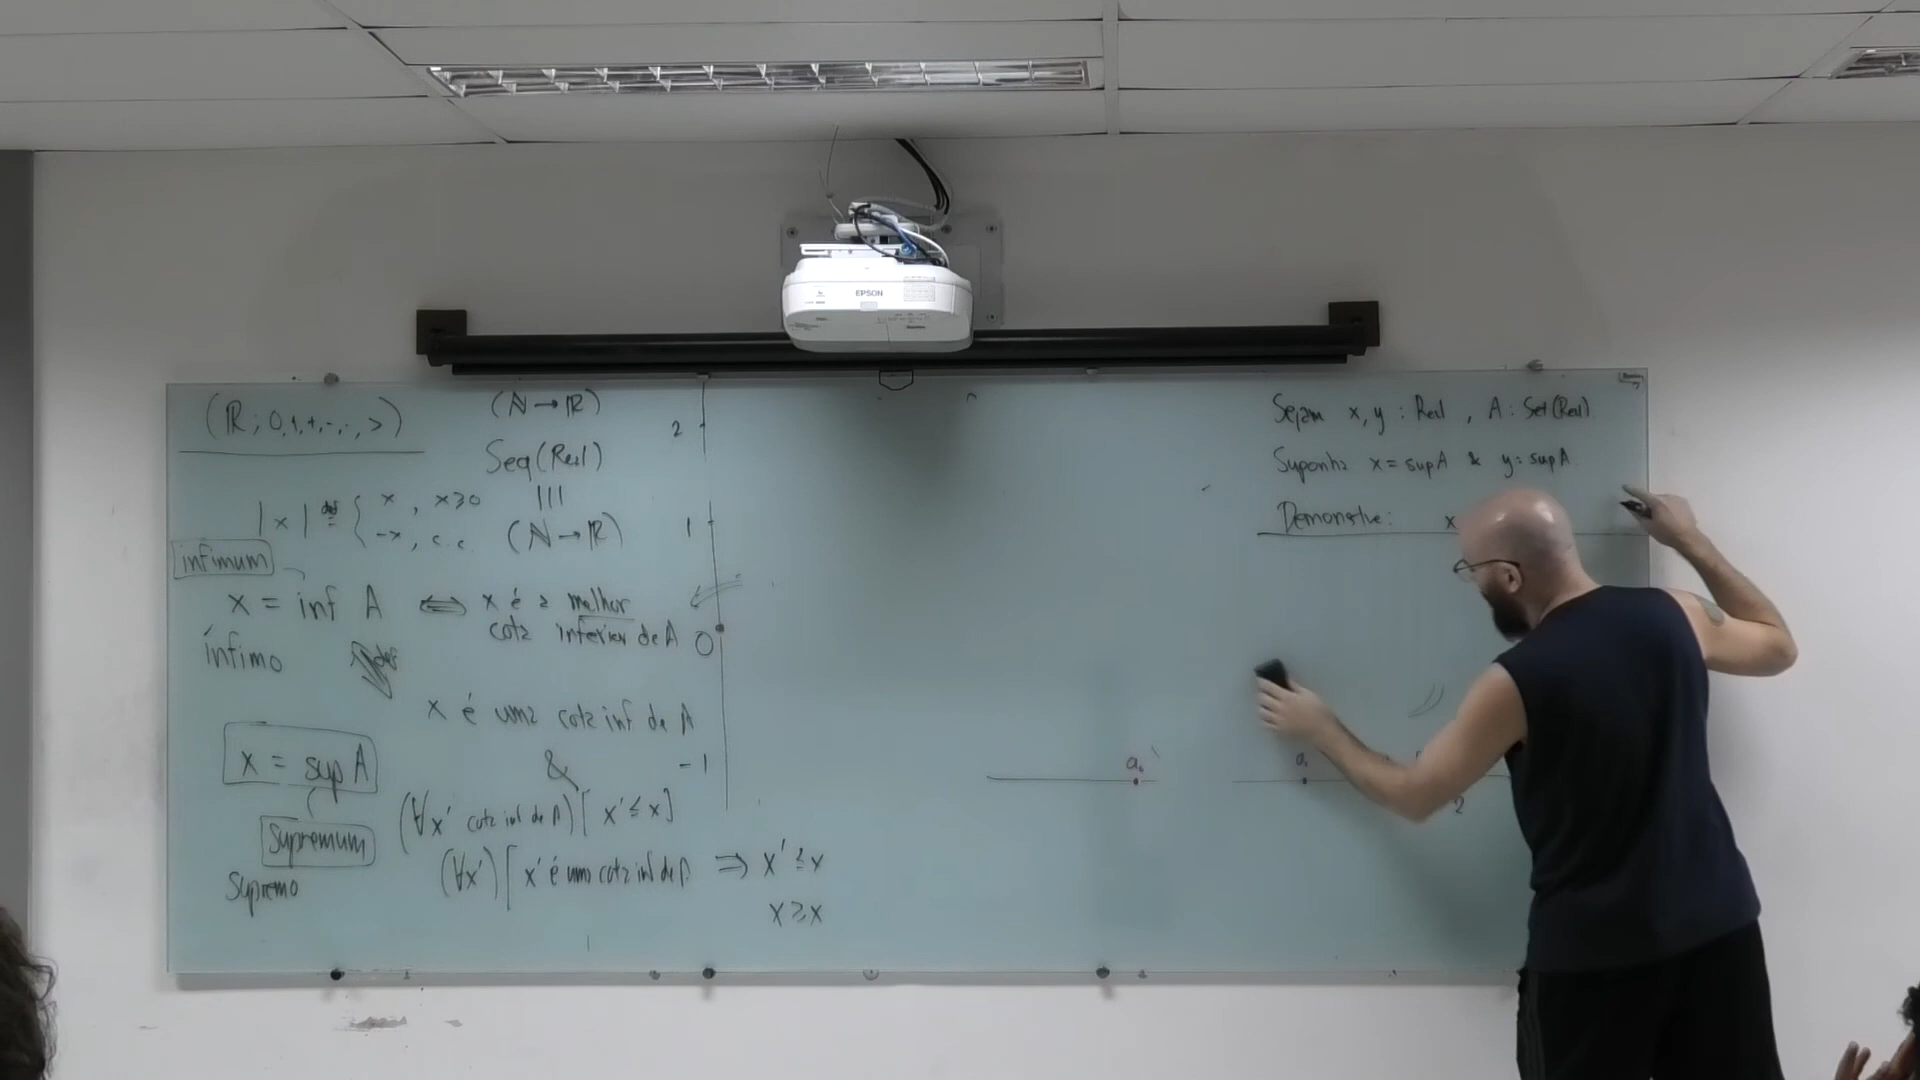 (ℝ; 0,1,+,-,·,>)
|x| def= { x , x≥0
-x, c.c.
infimum
x = inf A ⟺ x é a melhor
cota inferior de A
ínfimo
def
x é uma cota inf de A
&
(∀x' cota inf de A)[x' ≤ x]
(∀x')[x' é uma cota inf de A ⇒ x' ≤ x
x ≥ x
x = sup A
supremum
Supremo
(ℕ → ℝ)
Seq(Real)
|||
(ℕ → ℝ)
2
1
0
-1
EPSON
Sejam x, y : Real , A : Set(Real)
Suponha x = sup A & y = sup A
Demonstre: x
a₀
a₁
2